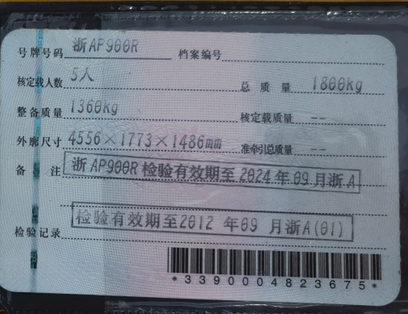 号牌号码 浙AP900R 档案编号
核定载人数 5人 总质量 1800kg
整备质量 1360kg 核定载质量 --
外廓尺寸 4556×1773×1486mm 准牵引总质量 --
备注 浙AP900R检验有效期至2024年09月浙A
检验有效期至2012年09月浙A(01)
检验记录
*3390004823675*